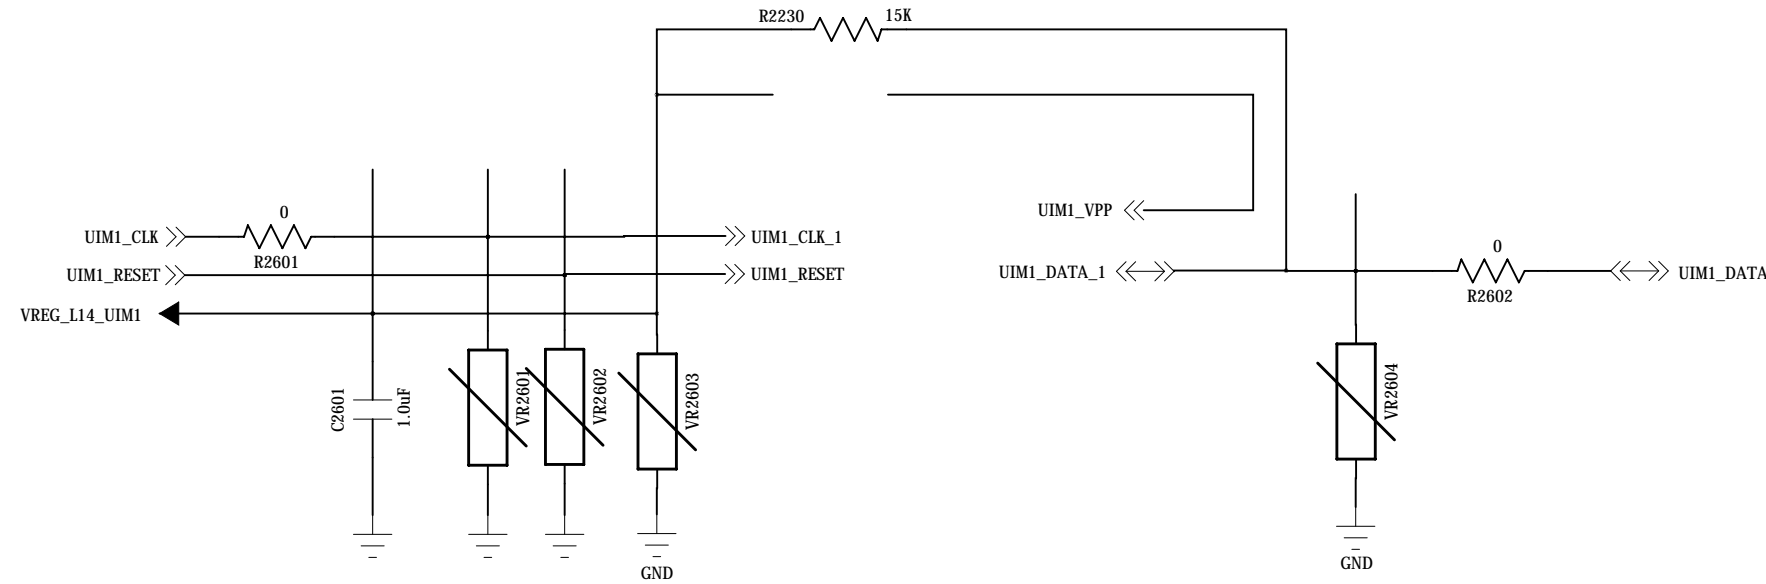 R2230 15K
0
UIM1_CLK
R2601
UIM1_CLK_1
UIM1_RESET
UIM1_RESET
VREG_L14_UIM1
UIM1_VPP
UIM1_DATA_1
0
R2602
UIM1_DATA
C2601
1.0uF
VR2601
VR2602
VR2603
VR2604
GND
GND